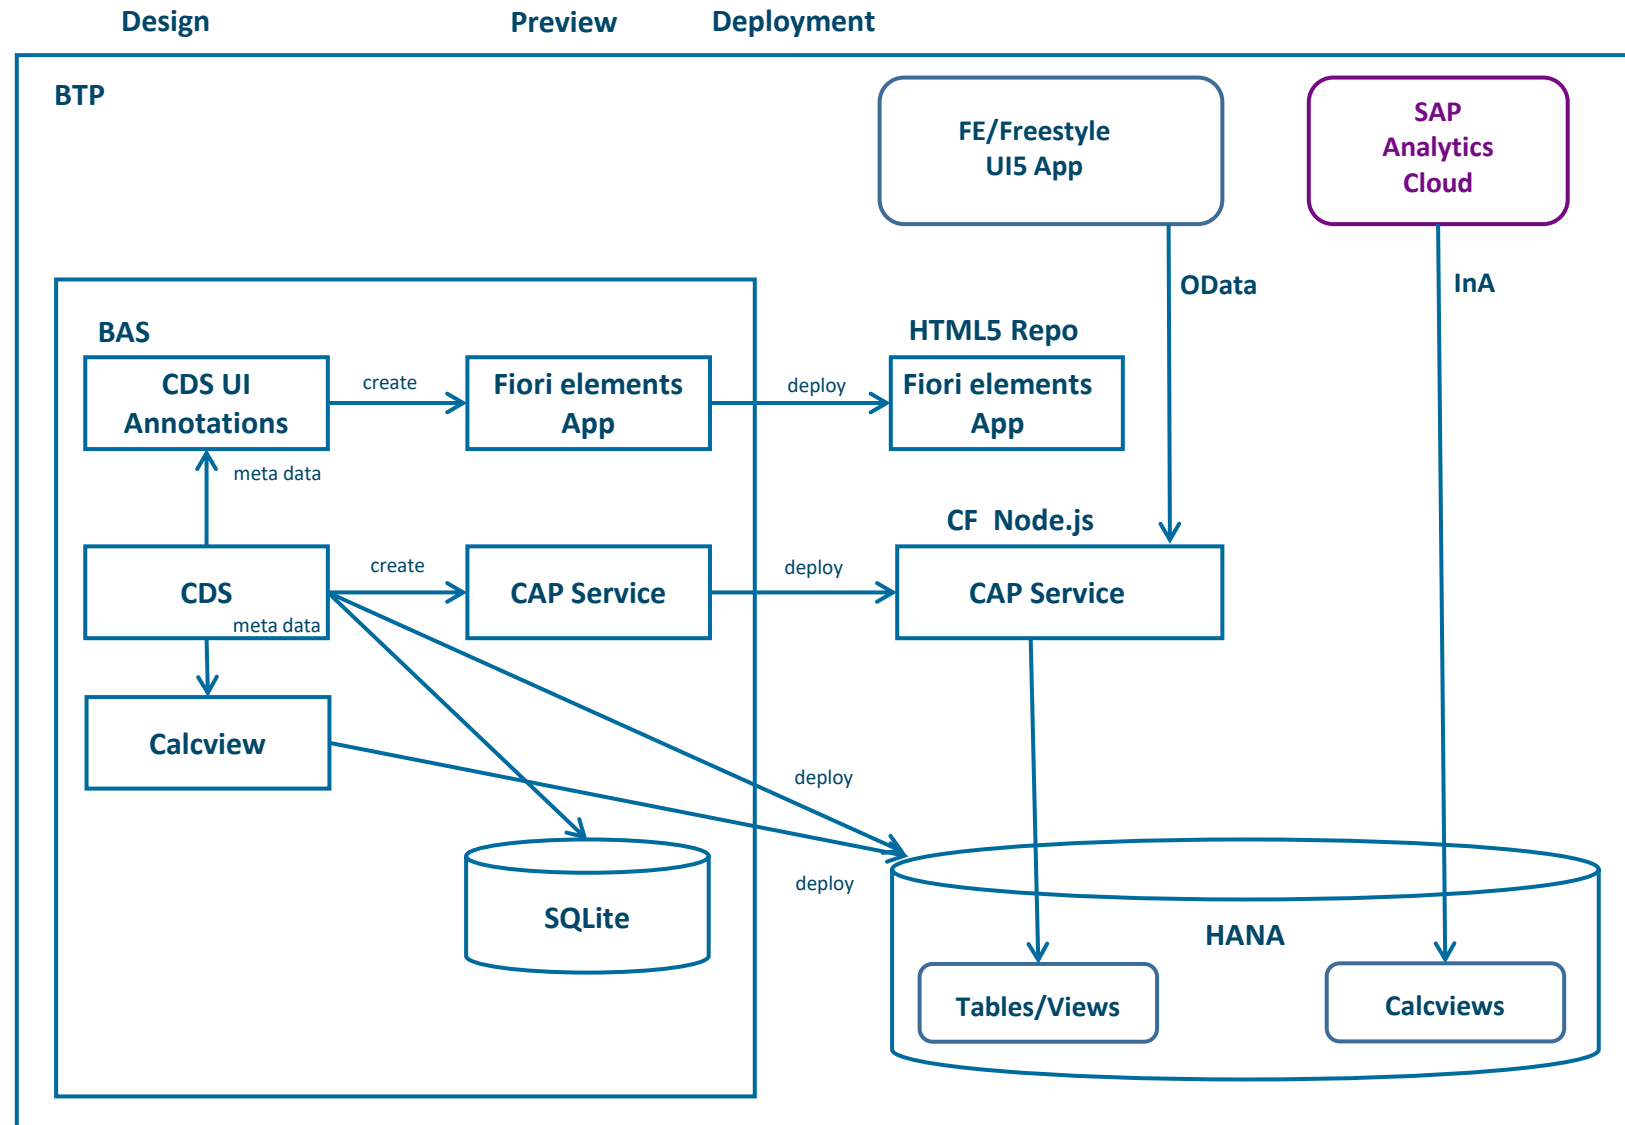 Design
Preview
Deployment
BTP
FE/Freestyle
UI5 App
SAP
Analytics
Cloud
OData
InA
BAS
HTML5 Repo
CDS UI
Annotations
create
Fiori elements
App
deploy
Fiori elements
App
meta data
CF  Node.js
CDS
create
CAP Service
deploy
CAP Service
meta data
Calcview
deploy
deploy
SQLite
HANA
Tables/Views
Calcviews